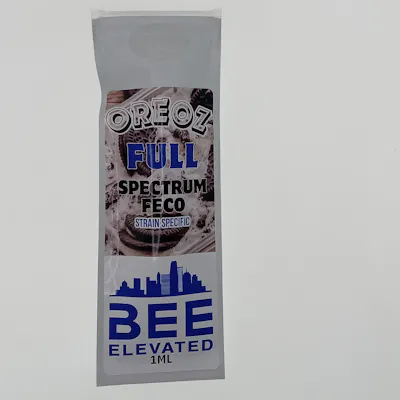 OREOZ
FULL
SPECTRUM
FECO
STRAIN SPECIFIC
BEE
ELEVATED
1ML